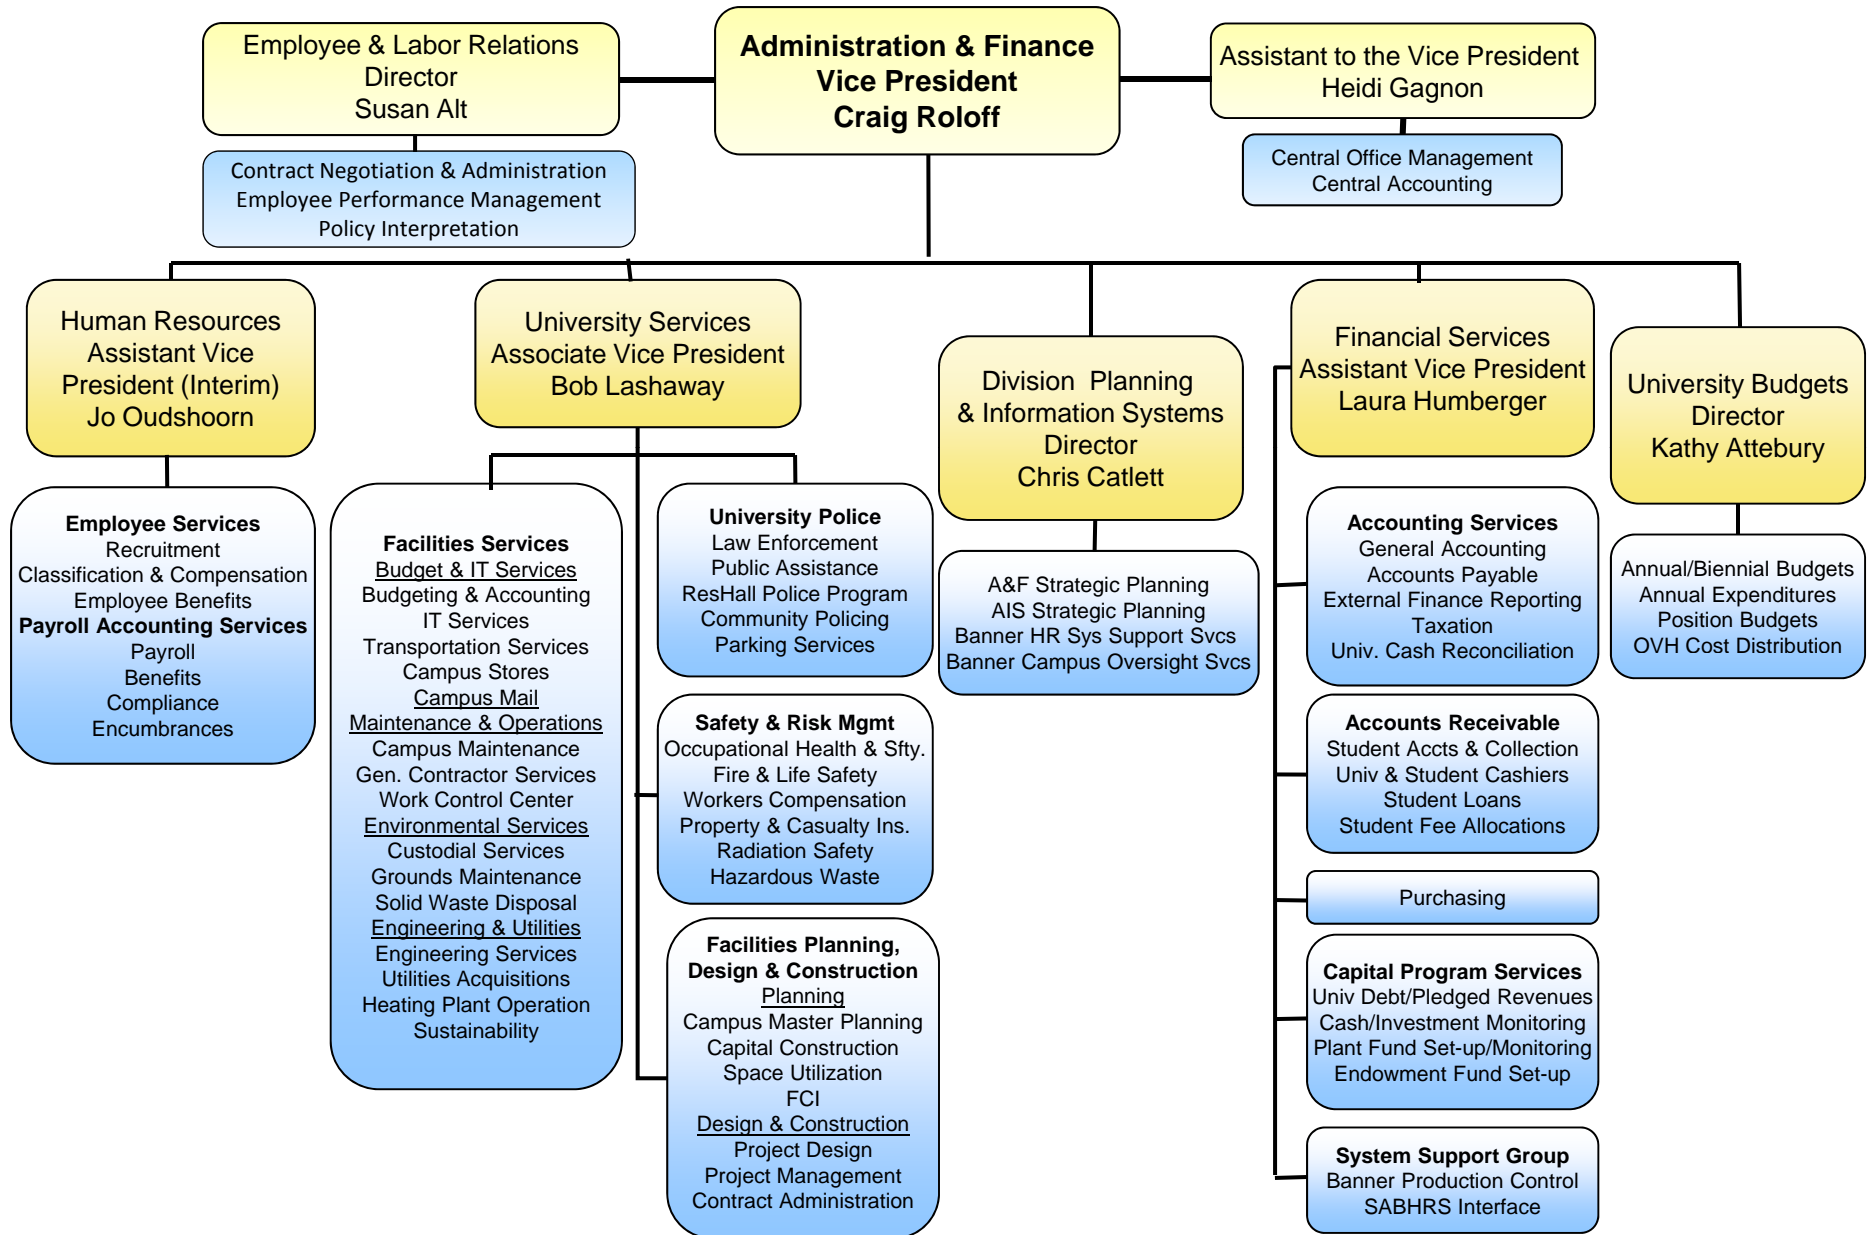 Employee & Labor Relations
Director
Susan Alt
Administration & Finance
Vice President
Craig Roloff
Assistant to the Vice President
Heidi Gagnon
Contract Negotiation & Administration
Employee Performance Management
Policy Interpretation
Central Office Management
Central Accounting
Human Resources
Assistant Vice
President (Interim)
Jo Oudshoorn
University Services
Associate Vice President
Bob Lashaway
Division Planning
& Information Systems
Director
Chris Catlett
Financial Services
Assistant Vice President
Laura Humberger
University Budgets
Director
Kathy Attebury
Employee Services
Recruitment
Classification & Compensation
Employee Benefits
Payroll Accounting Services
Payroll
Benefits
Compliance
Encumbrances
Facilities Services
Budget & IT Services
Budgeting & Accounting
IT Services
Transportation Services
Campus Stores
Campus Mail
Maintenance & Operations
Campus Maintenance
Gen. Contractor Services
Work Control Center
Environmental Services
Custodial Services
Grounds Maintenance
Solid Waste Disposal
Engineering & Utilities
Engineering Services
Utilities Acquisitions
Heating Plant Operation
Sustainability
University Police
Law Enforcement
Public Assistance
ResHall Police Program
Community Policing
Parking Services
Safety & Risk Mgmt
Occupational Health & Sfty.
Fire & Life Safety
Workers Compensation
Property & Casualty Ins.
Radiation Safety
Hazardous Waste
Facilities Planning,
Design & Construction
Planning
Campus Master Planning
Capital Construction
Space Utilization
FCI
Design & Construction
Project Design
Project Management
Contract Administration
A&F Strategic Planning
AIS Strategic Planning
Banner HR Sys Support Svcs
Banner Campus Oversight Svcs
Accounting Services
General Accounting
Accounts Payable
External Finance Reporting
Taxation
Univ. Cash Reconciliation
Accounts Receivable
Student Accts & Collection
Univ & Student Cashiers
Student Loans
Student Fee Allocations
Purchasing
Capital Program Services
Univ Debt/Pledged Revenues
Cash/Investment Monitoring
Plant Fund Set-up/Monitoring
Endowment Fund Set-up
System Support Group
Banner Production Control
SABHRS Interface
Annual/Biennial Budgets
Annual Expenditures
Position Budgets
OVH Cost Distribution